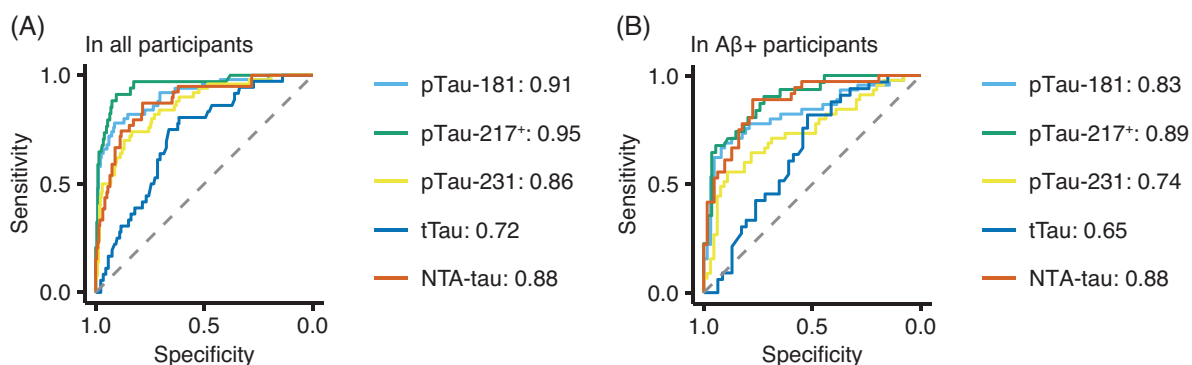 (A)
In all participants
1.0
0.5
0.0
Sensitivity
1.0
0.5
0.0
Specificity
pTau-181: 0.91
pTau-217⁺: 0.95
pTau-231: 0.86
tTau: 0.72
NTA-tau: 0.88
(B)
In Aβ+ participants
1.0
0.5
0.0
Sensitivity
1.0
0.5
0.0
Specificity
pTau-181: 0.83
pTau-217⁺: 0.89
pTau-231: 0.74
tTau: 0.65
NTA-tau: 0.88